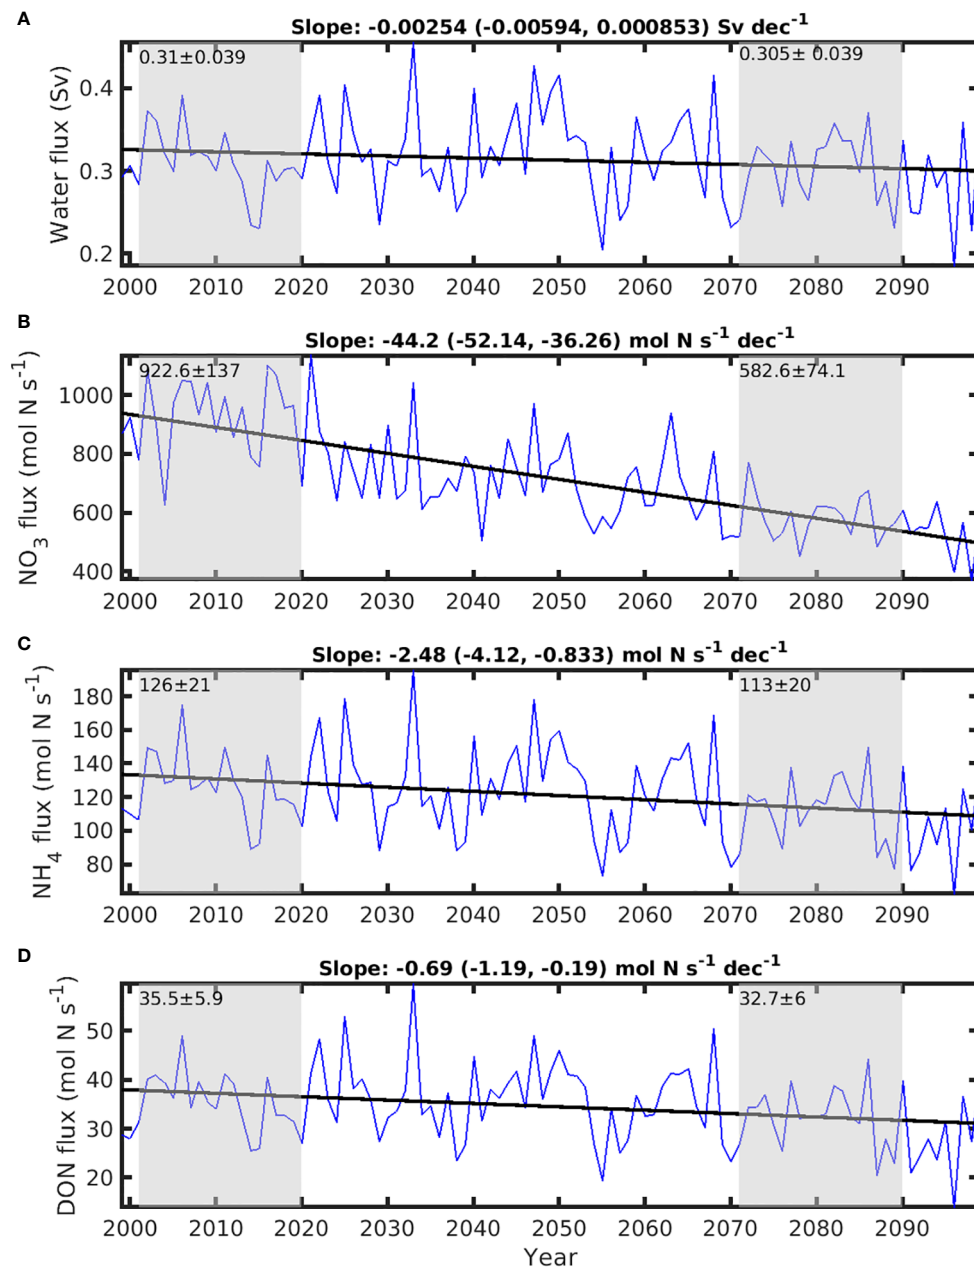 A
Slope: -0.00254 (-0.00594, 0.000853) Sv dec⁻¹
Water flux (Sv)
0.31±0.039
0.305± 0.039
0.4
0.3
0.2
2000 2010 2020 2030 2040 2050 2060 2070 2080 2090
B
Slope: -44.2 (-52.14, -36.26) mol N s⁻¹ dec⁻¹
NO₃ flux (mol N s⁻¹)
922.6±137
582.6±74.1
1000
800
600
400
2000 2010 2020 2030 2040 2050 2060 2070 2080 2090
C
Slope: -2.48 (-4.12, -0.833) mol N s⁻¹ dec⁻¹
NH₄ flux (mol N s⁻¹)
126±21
113±20
180
160
140
120
100
80
2000 2010 2020 2030 2040 2050 2060 2070 2080 2090
D
Slope: -0.69 (-1.19, -0.19) mol N s⁻¹ dec⁻¹
DON flux (mol N s⁻¹)
35.5±5.9
32.7±6
50
40
30
20
2000 2010 2020 2030 2040 2050 2060 2070 2080 2090
Year